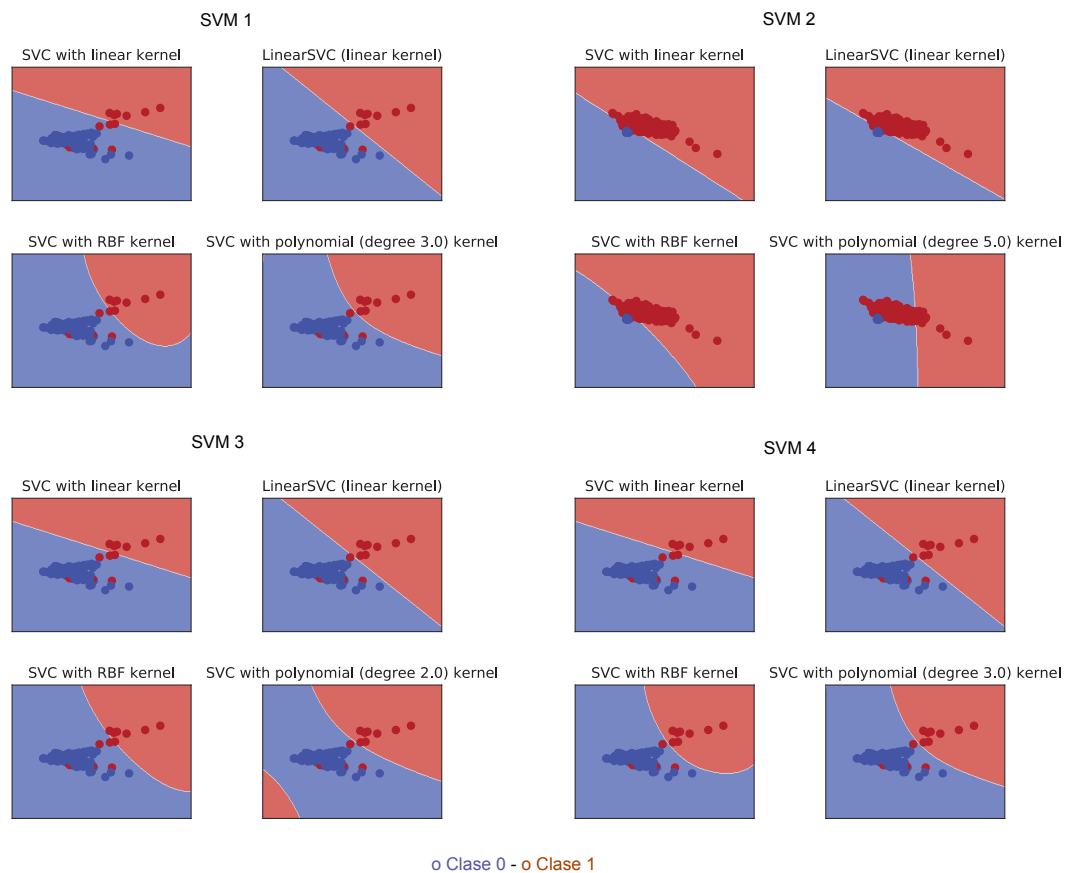 SVM 1
SVC with linear kernel
LinearSVC (linear kernel)
SVC with RBF kernel
SVC with polynomial (degree 3.0) kernel
SVM 2
SVC with linear kernel
LinearSVC (linear kernel)
SVC with RBF kernel
SVC with polynomial (degree 5.0) kernel
SVM 3
SVC with linear kernel
LinearSVC (linear kernel)
SVC with RBF kernel
SVC with polynomial (degree 2.0) kernel
SVM 4
SVC with linear kernel
LinearSVC (linear kernel)
SVC with RBF kernel
SVC with polynomial (degree 3.0) kernel
o Clase 0 - o Clase 1